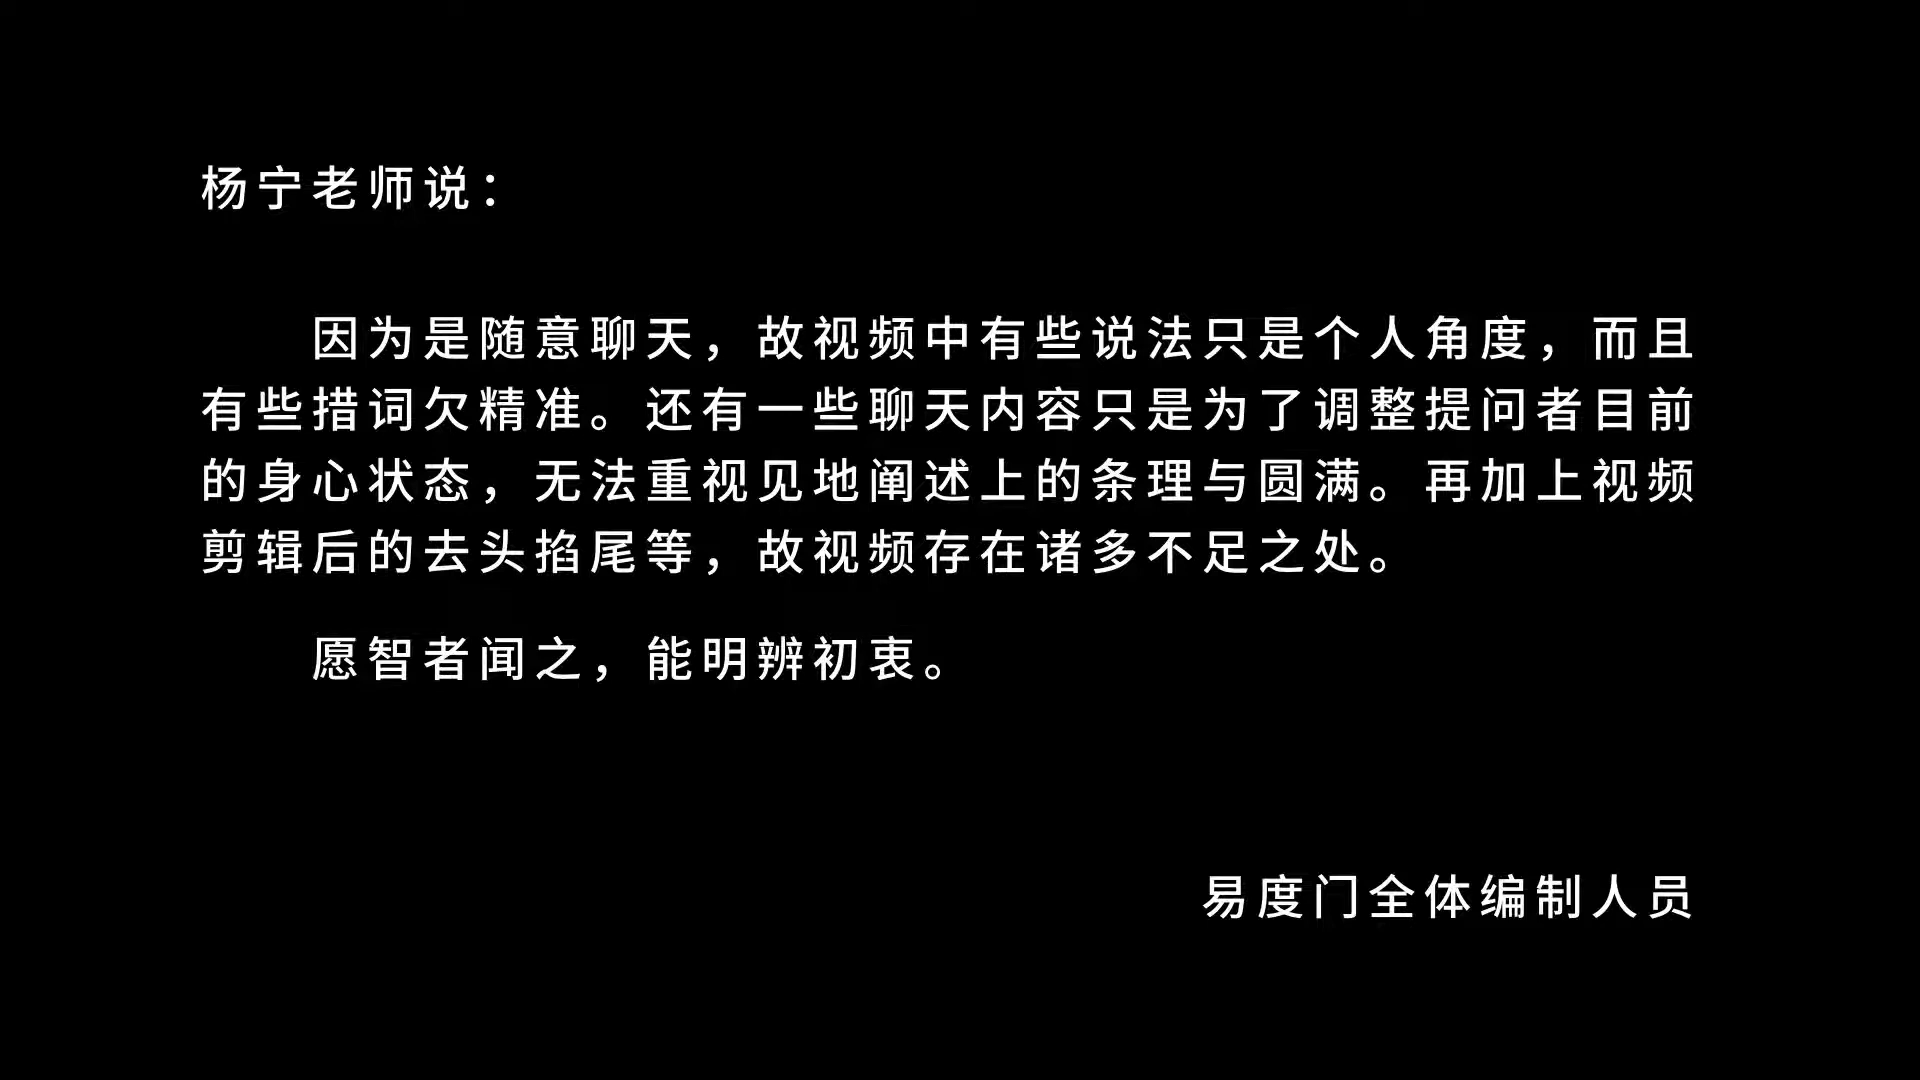 杨宁老师说：
因为是随意聊天，故视频中有些说法只是个人角度，而且
有些措词欠精准。还有一些聊天内容只是为了调整提问者目前
的身心状态，无法重视见地阐述上的条理与圆满。再加上视频
剪辑后的去头掐尾等，故视频存在诸多不足之处。
愿智者闻之，能明辨初衷。
易度门全体编制人员